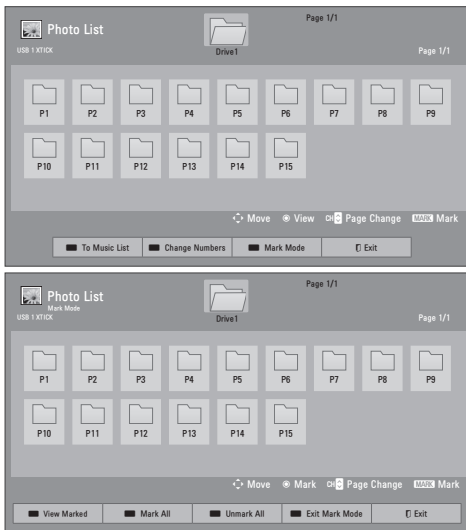 Page 1/1
Photo List
USB 1 XTICK
Drive1
Page 1/1
P1 P2 P3 P4 P5 P6 P7 P8 P9
P10 P11 P12 P13 P14 P15
Move View CH Page Change MARK Mark
To Music List Change Numbers Mark Mode Exit
Page 1/1
Photo List
Mark Mode
USB 1 XTICK
Drive1
Page 1/1
P1 P2 P3 P4 P5 P6 P7 P8 P9
P10 P11 P12 P13 P14 P15
Move Mark CH Page Change MARK Mark
View Marked Mark All Unmark All Exit Mark Mode Exit